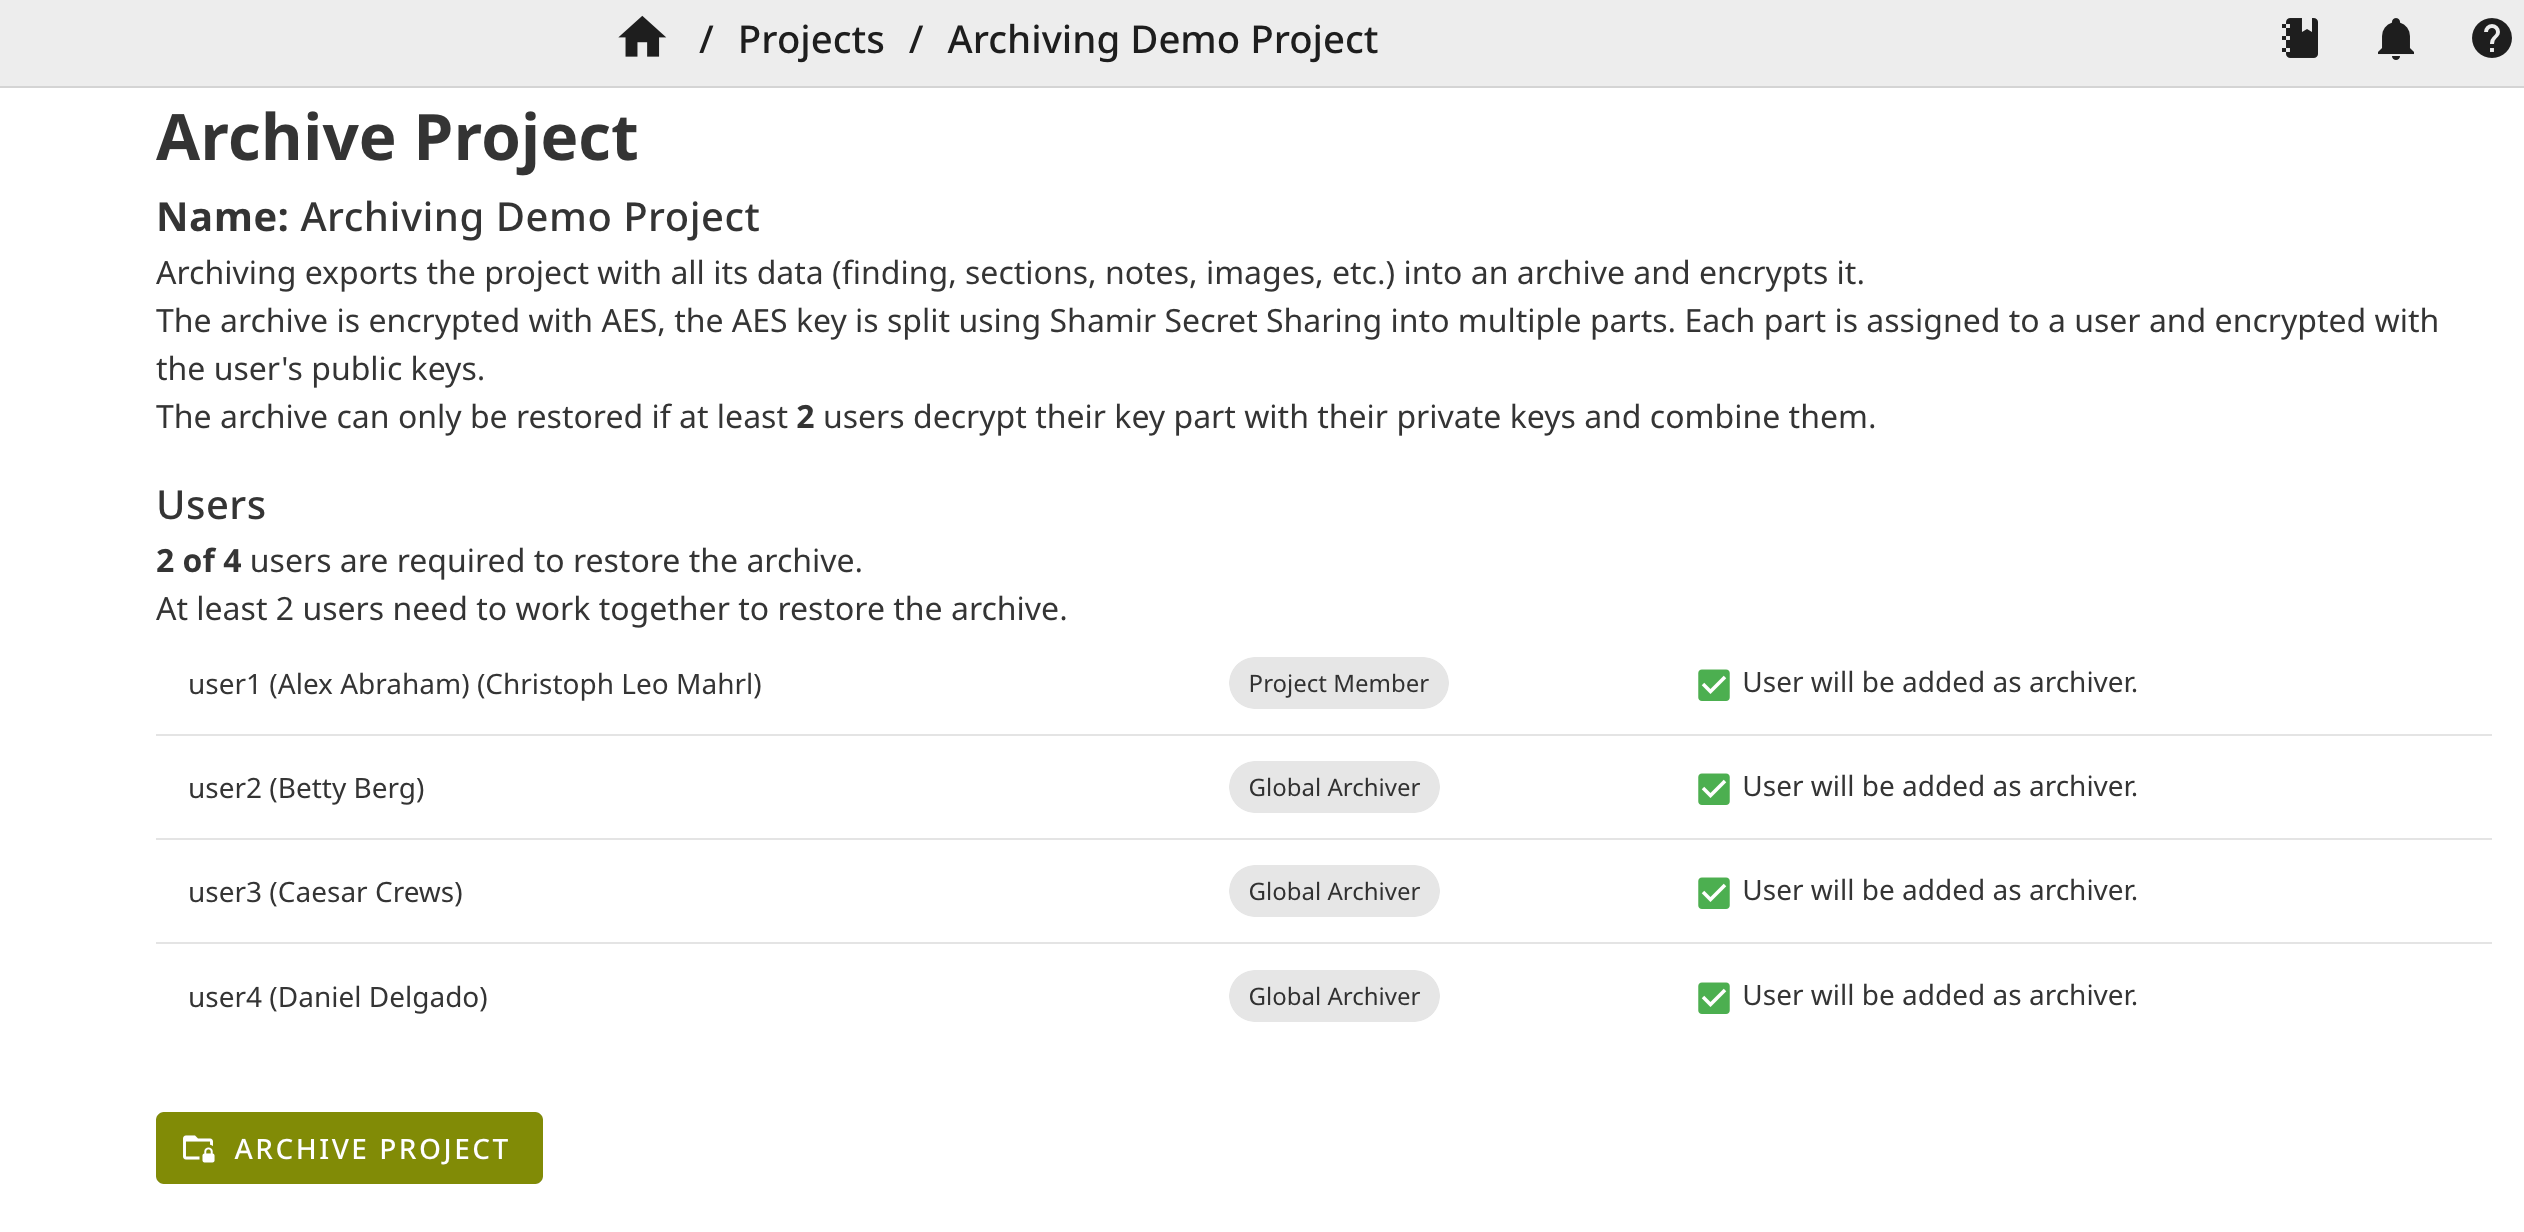 / Projects / Archiving Demo Project
Archive Project
Name: Archiving Demo Project
Archiving exports the project with all its data (finding, sections, notes, images, etc.) into an archive and encrypts it.
The archive is encrypted with AES, the AES key is split using Shamir Secret Sharing into multiple parts. Each part is assigned to a user and encrypted with
the user's public keys.
The archive can only be restored if at least 2 users decrypt their key part with their private keys and combine them.
Users
2 of 4 users are required to restore the archive.
At least 2 users need to work together to restore the archive.
user1 (Alex Abraham) (Christoph Leo Mahrl) Project Member User will be added as archiver.
user2 (Betty Berg) Global Archiver User will be added as archiver.
user3 (Caesar Crews) Global Archiver User will be added as archiver.
user4 (Daniel Delgado) Global Archiver User will be added as archiver.
ARCHIVE PROJECT